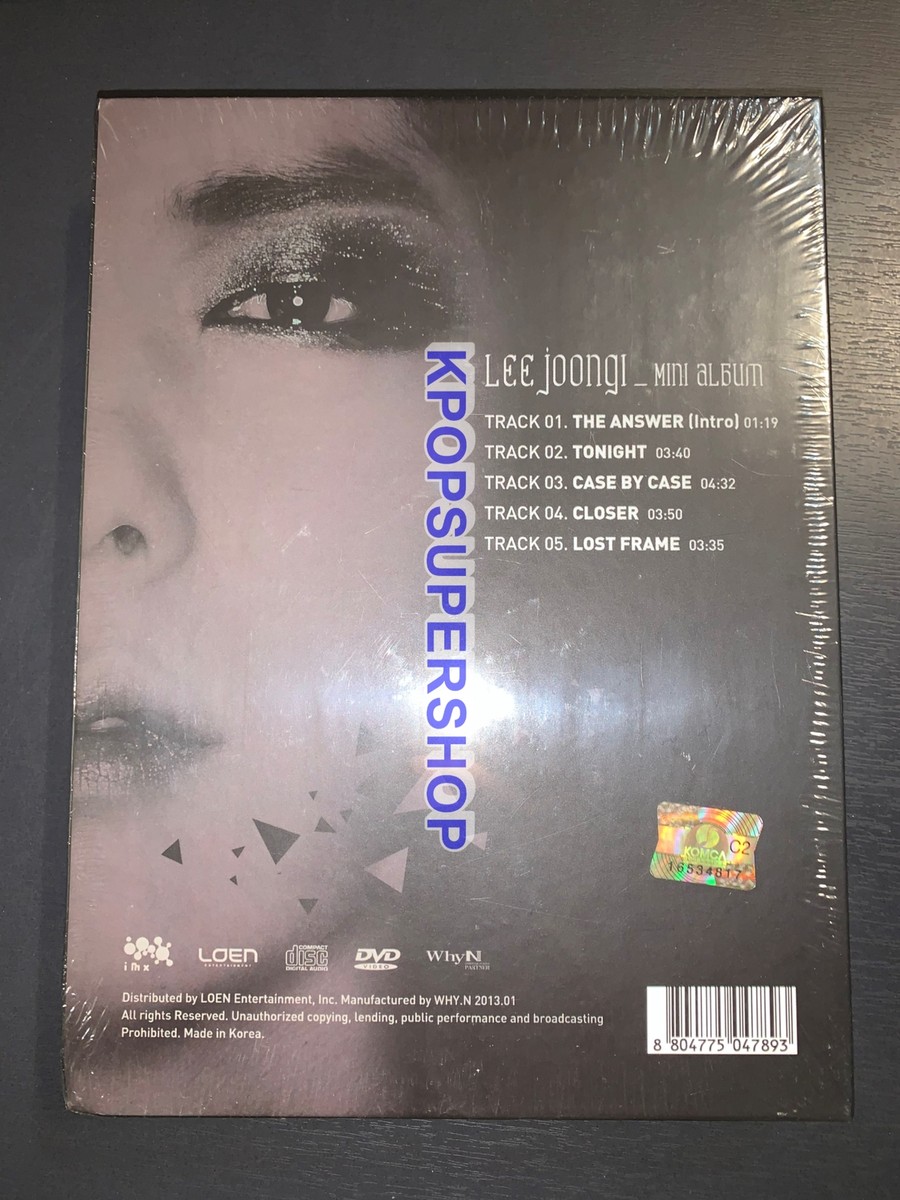 LEE JOONGI _ MINI ALBUM
TRACK 01. THE ANSWER (Intro) 01:19
TRACK 02. TONIGHT 03:40
TRACK 03. CASE BY CASE 04:32
TRACK 04. CLOSER 03:50
TRACK 05. LOST FRAME 03:35
KPOPSUPERSHOP
KOMCA C2
16534817
imx
LOEN
ENTERTAINMENT
COMPACT
disc
DIGITAL AUDIO
DVD
VIDEO
WhyN
PARTNER
Distributed by LOEN Entertainment, Inc. Manufactured by WHY.N 2013.01
All rights Reserved. Unauthorized copying, lending, public performance and broadcasting
Prohibited. Made in Korea.
8 804775 047893